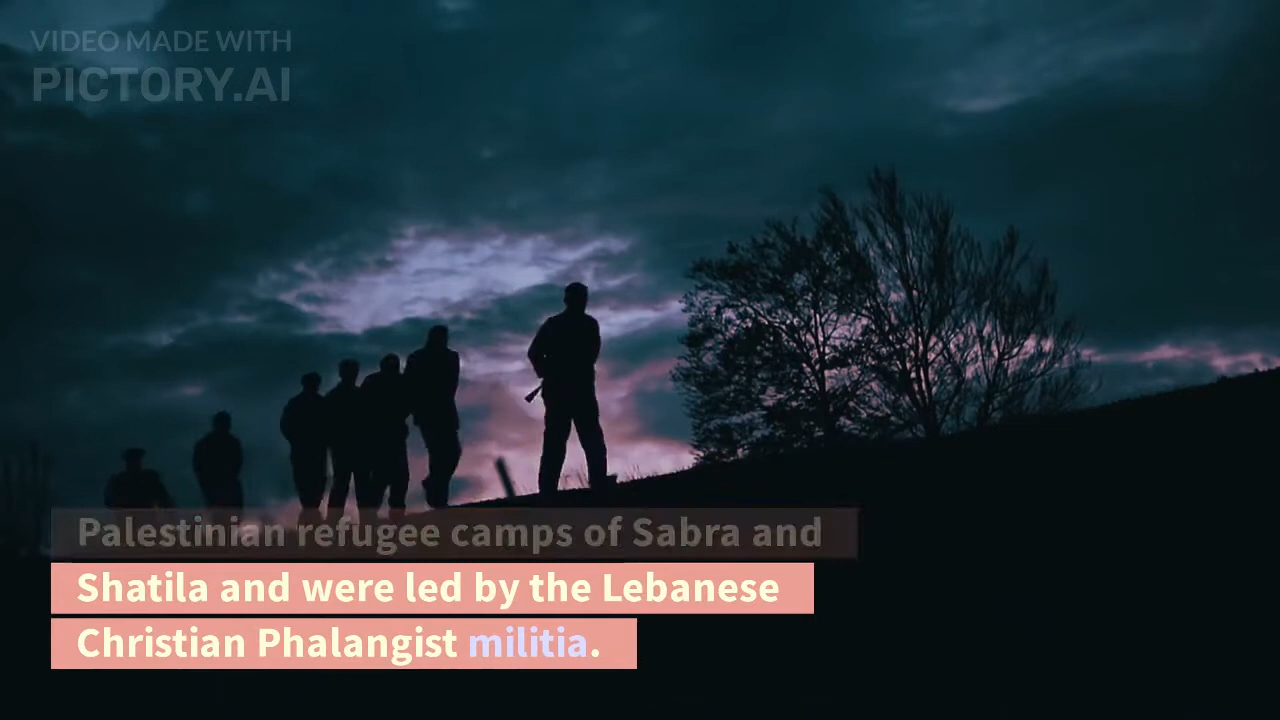 VIDEO MADE WITH
PICTORY.AI
Palestinian refugee camps of Sabra and
Shatila and were led by the Lebanese
Christian Phalangist militia.